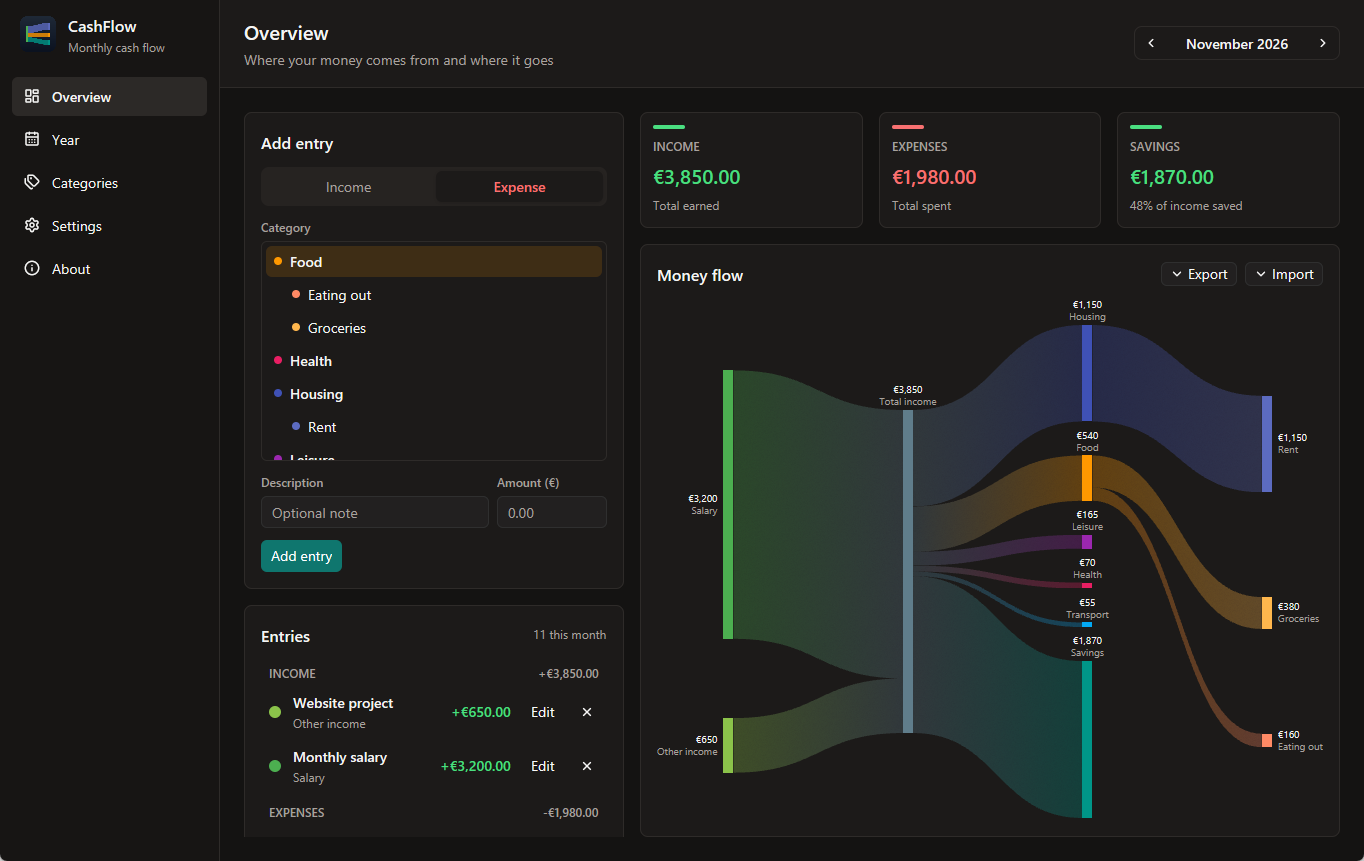 CashFlow
Monthly cash flow
Overview
Year
Categories
Settings
About
Overview
Where your money comes from and where it goes
November 2026
Add entry
Income
Expense
Category
Food
Eating out
Groceries
Health
Housing
Rent
Leisure
Description
Amount (€)
Optional note
0.00
Add entry
Entries
11 this month
INCOME
+€3,850.00
Website project
Other income
+€650.00
Edit
Monthly salary
Salary
+€3,200.00
Edit
EXPENSES
-€1,980.00
INCOME
€3,850.00
Total earned
EXPENSES
€1,980.00
Total spent
SAVINGS
€1,870.00
48% of income saved
Money flow
Export
Import
€3,200
Salary
€650
Other income
€3,850
Total income
€1,150
Housing
€540
Food
€165
Leisure
€70
Health
€55
Transport
€1,870
Savings
€1,150
Rent
€380
Groceries
€160
Eating out